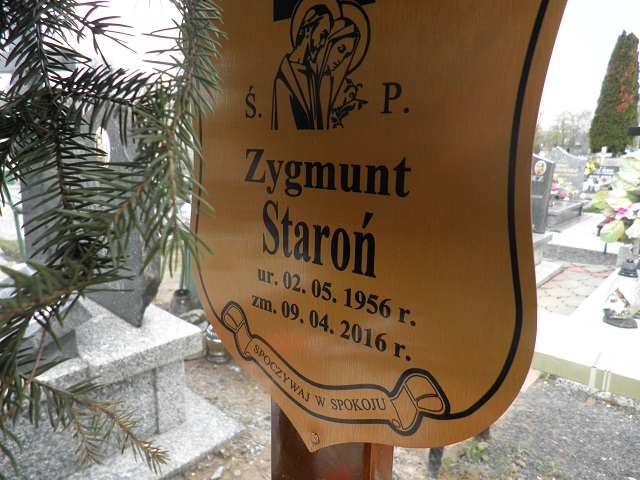 Ś. P.
Zygmunt
Staroń
ur. 02. 05. 1956 r.
zm. 09. 04. 2016 r.
SPOCZYWAJ W SPOKOJU